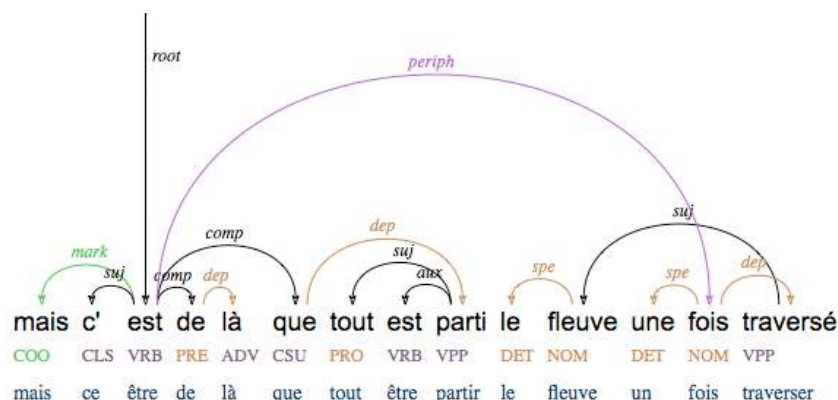 root
periph
suj
comp
dep
mark
suj
comp
dep
suj
aux
spe
spe
dep
mais c' est de là que tout est parti le fleuve une fois traversé
COO CLS VRB PRE ADV CSU PRO VRB VPP DET NOM DET NOM VPP
mais ce être de là que tout être partir le fleuve un fois traverser